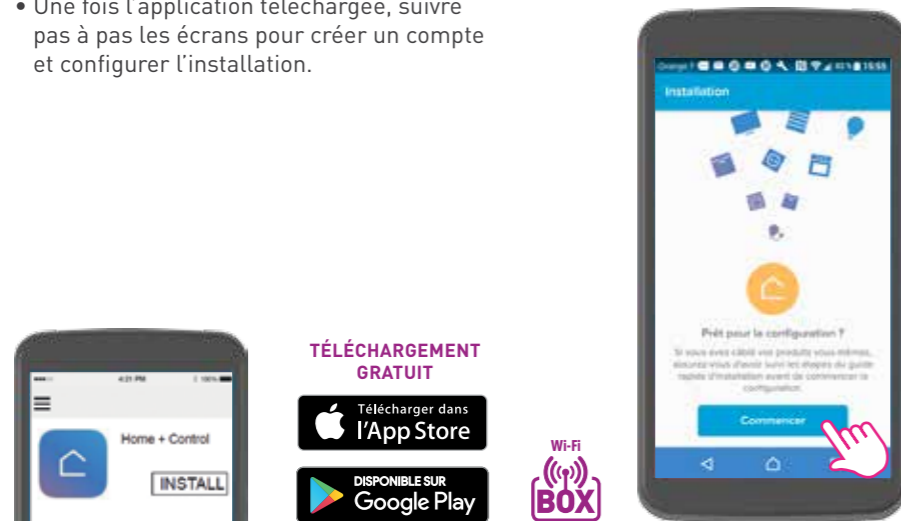 • Une fois l'application téléchargée, suivre
pas à pas les écrans pour créer un compte
et configurer l'installation.
Installation
Prêt pour la configuration ?
Si vous avez câblé vos produits vous-mêmes,
assurez-vous d'avoir suivi les étapes du guide
rapide d'installation avant de commencer la
configuration
Commencer
4:21 PM
Home + Control
INSTALL
TÉLÉCHARGEMENT
GRATUIT
Télécharger dans
l'App Store
DISPONIBLE SUR
Google Play
Wi-Fi
BOX